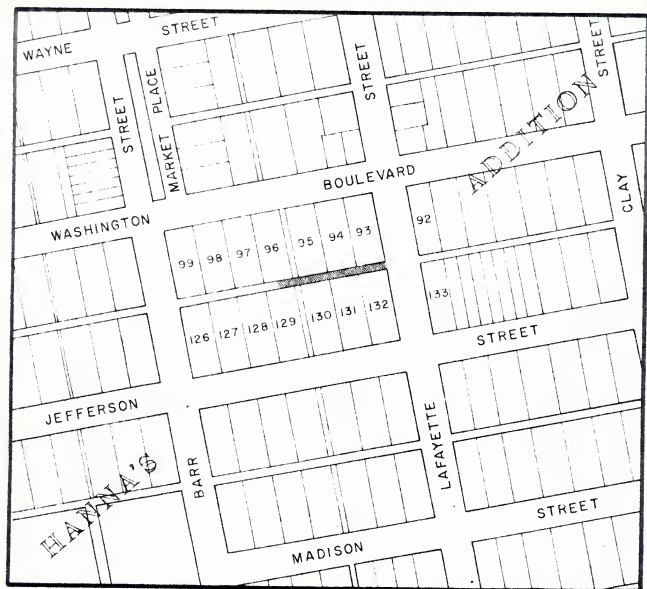 WAYNE STREET
STREET
MARKET PLACE
STREET
STREET
WASHINGTON BOULEVARD
HANNA'S ADDITION
CLAY
99 98 97 96 95 94 93
92
126 127 128 129 130 131 132
133
JEFFERSON STREET
BARR
LAFAYETTE
MADISON STREET